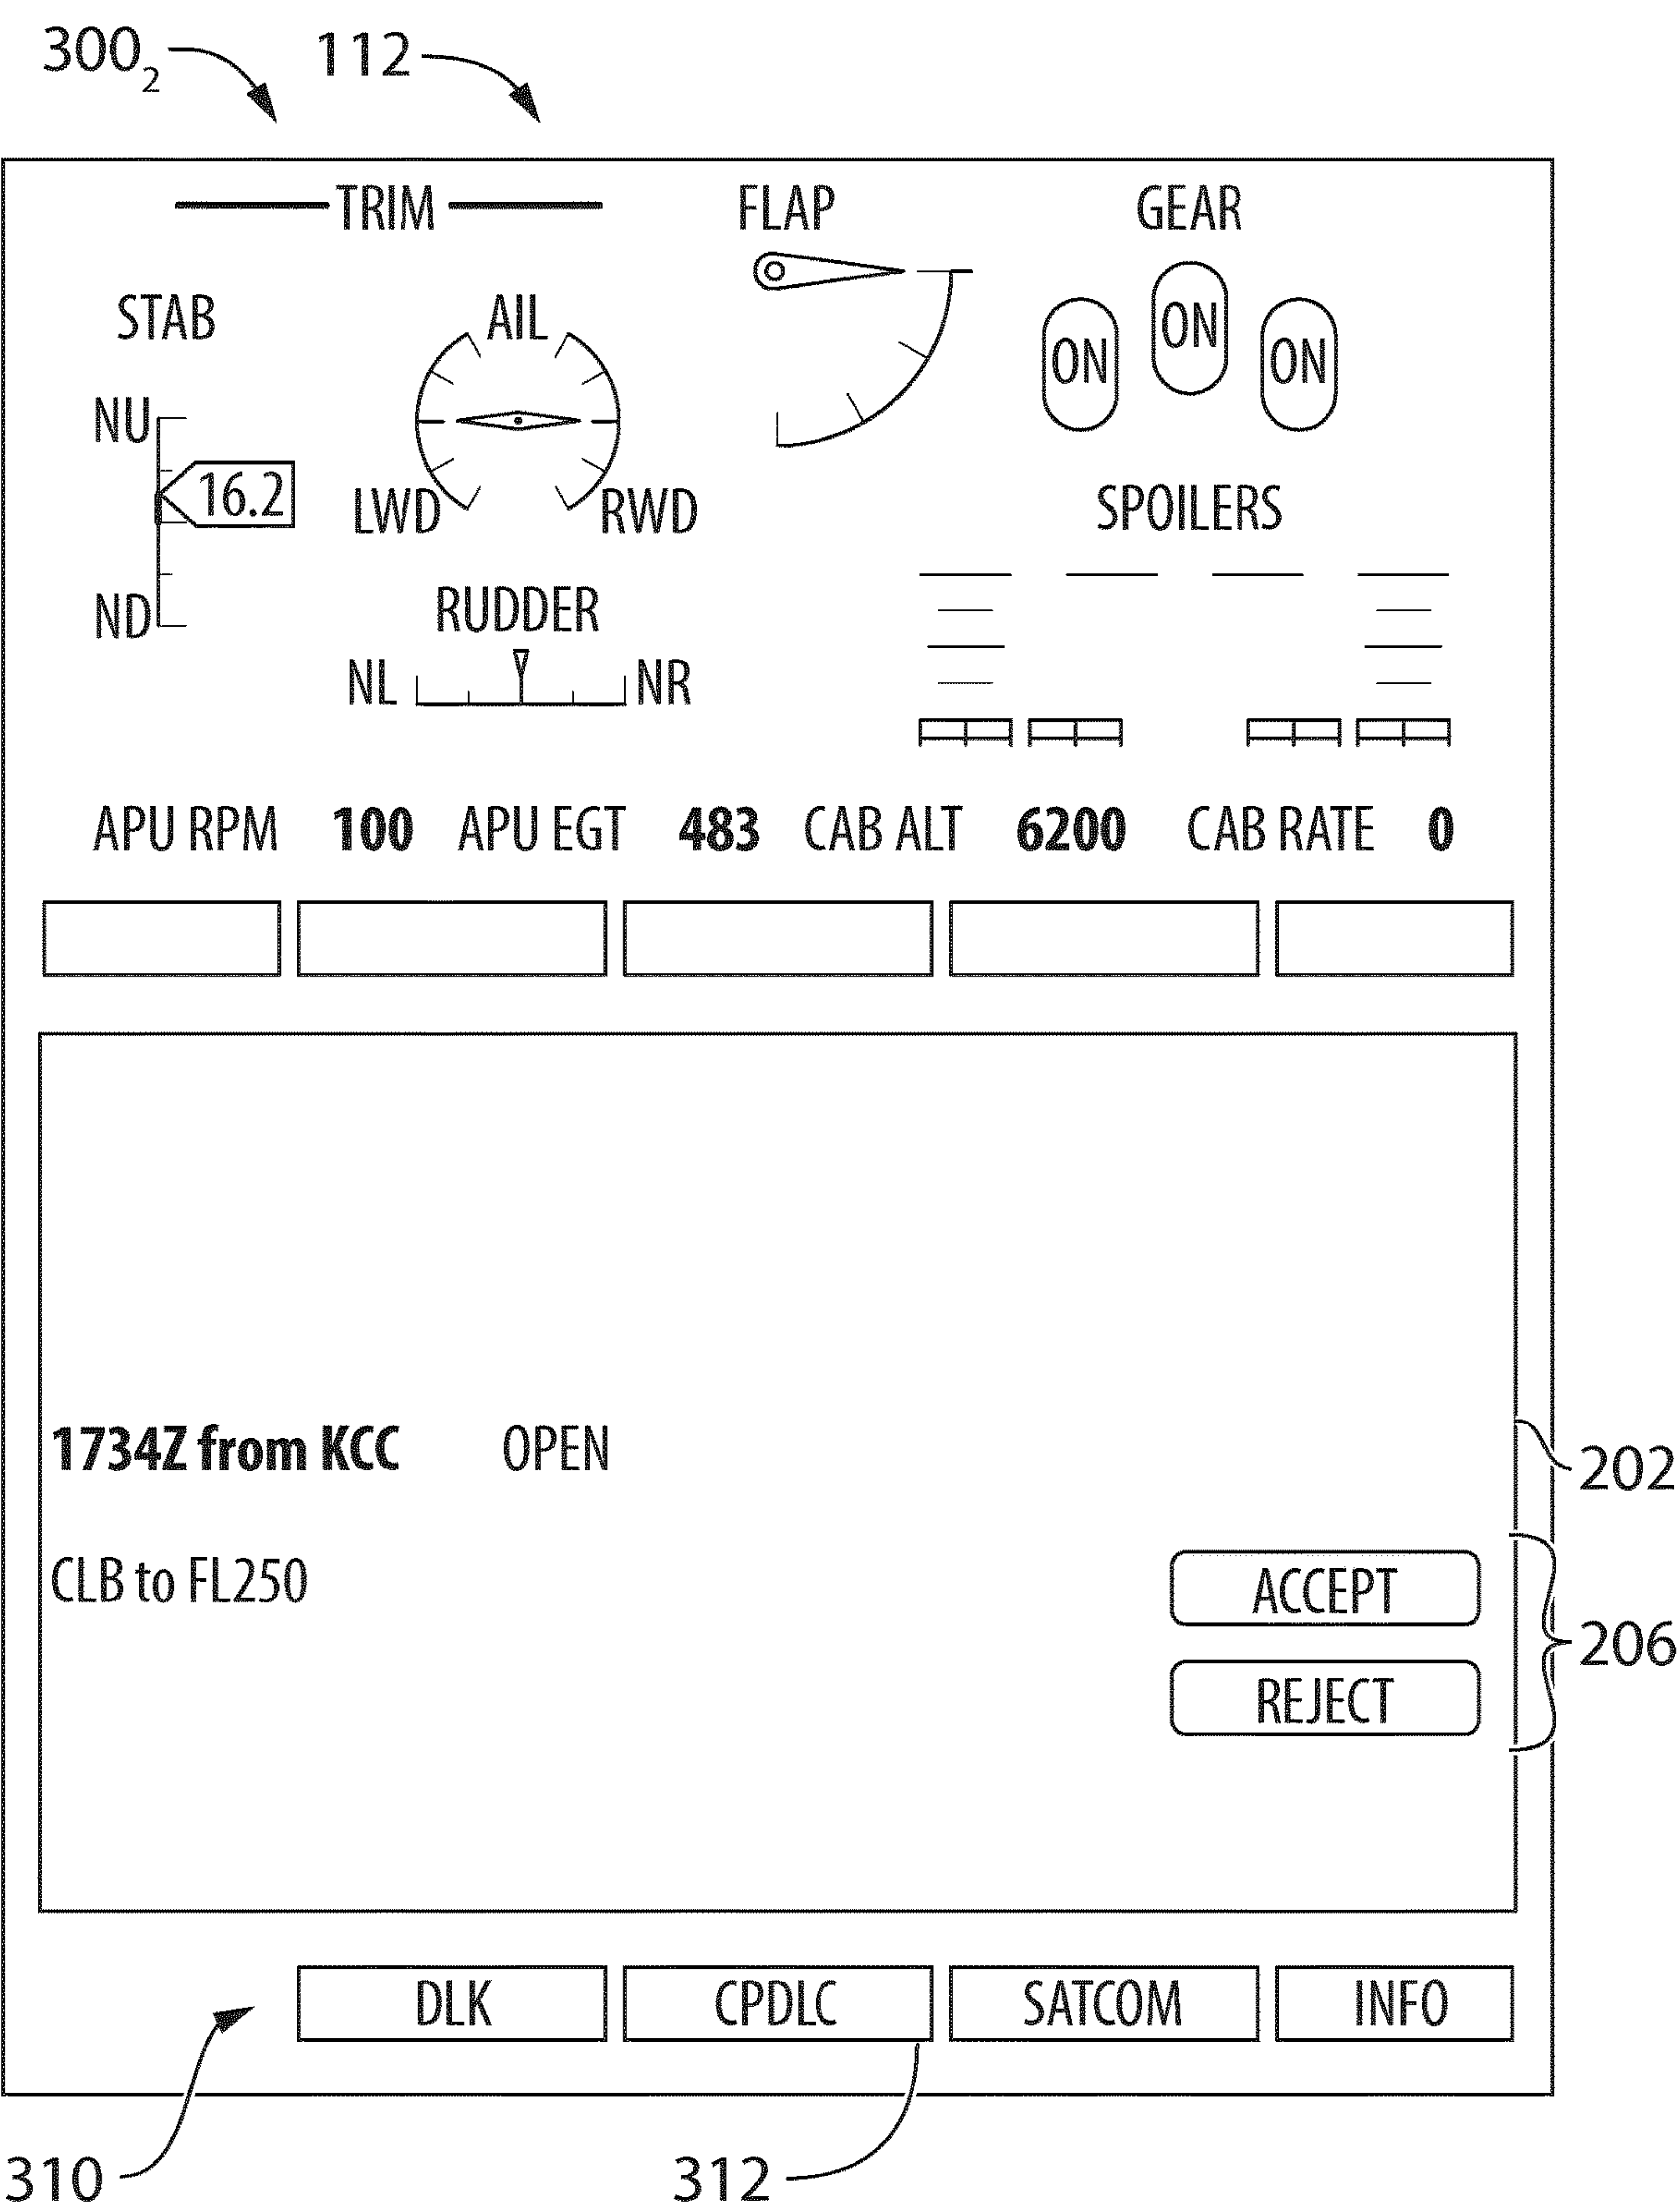 300₂ 112
TRIM FLAP GEAR
STAB AIL
ON ON ON
NU
16.2
LWD RWD
SPOILERS
ND
RUDDER
NL NR
APU RPM 100 APU EGT 483 CAB ALT 6200 CAB RATE 0
1734Z from KCC OPEN
202
CLB to FL250 ACCEPT
206
REJECT
DLK CPDLC SATCOM INFO
310 312